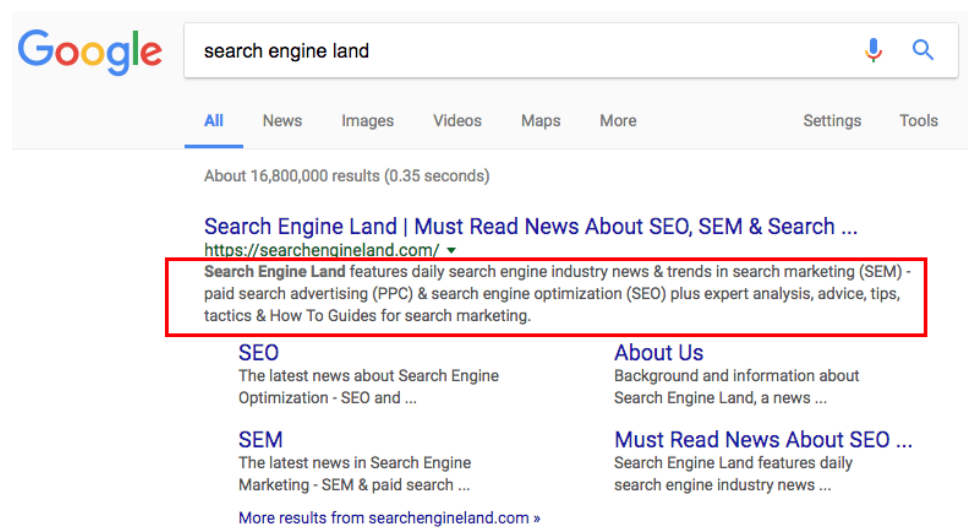 Google
search engine land
All News Images Videos Maps More Settings Tools
About 16,800,000 results (0.35 seconds)
Search Engine Land | Must Read News About SEO, SEM & Search ...
https://searchengineland.com/
Search Engine Land features daily search engine industry news & trends in search marketing (SEM) -
paid search advertising (PPC) & search engine optimization (SEO) plus expert analysis, advice, tips,
tactics & How To Guides for search marketing.
SEO
The latest news about Search Engine
Optimization - SEO and ...
About Us
Background and information about
Search Engine Land, a news ...
SEM
The latest news in Search Engine
Marketing - SEM & paid search ...
Must Read News About SEO ...
Search Engine Land features daily
search engine industry news ...
More results from searchengineland.com »